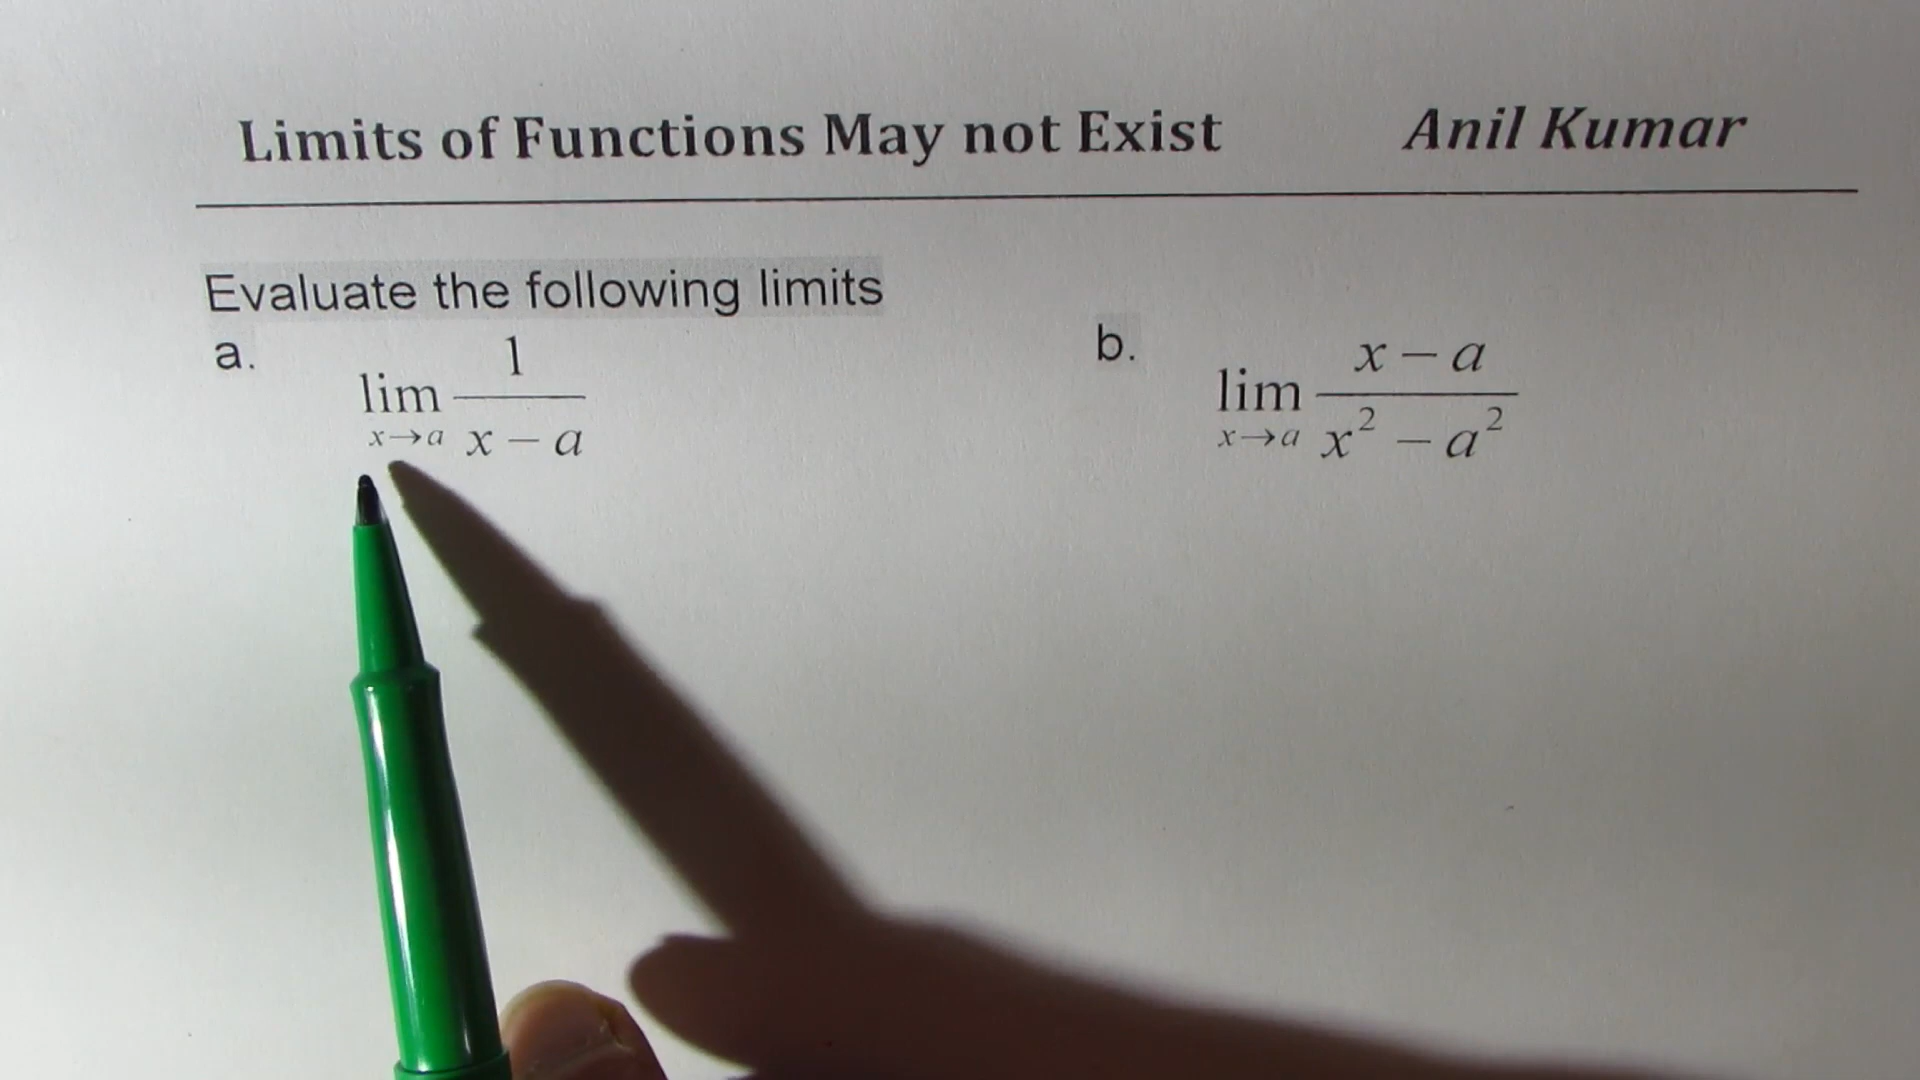 Limits of Functions May not Exist Anil Kumar
Evaluate the following limits
a. lim x→a 1 / (x − a)
b. lim x→a (x − a) / (x² − a²)